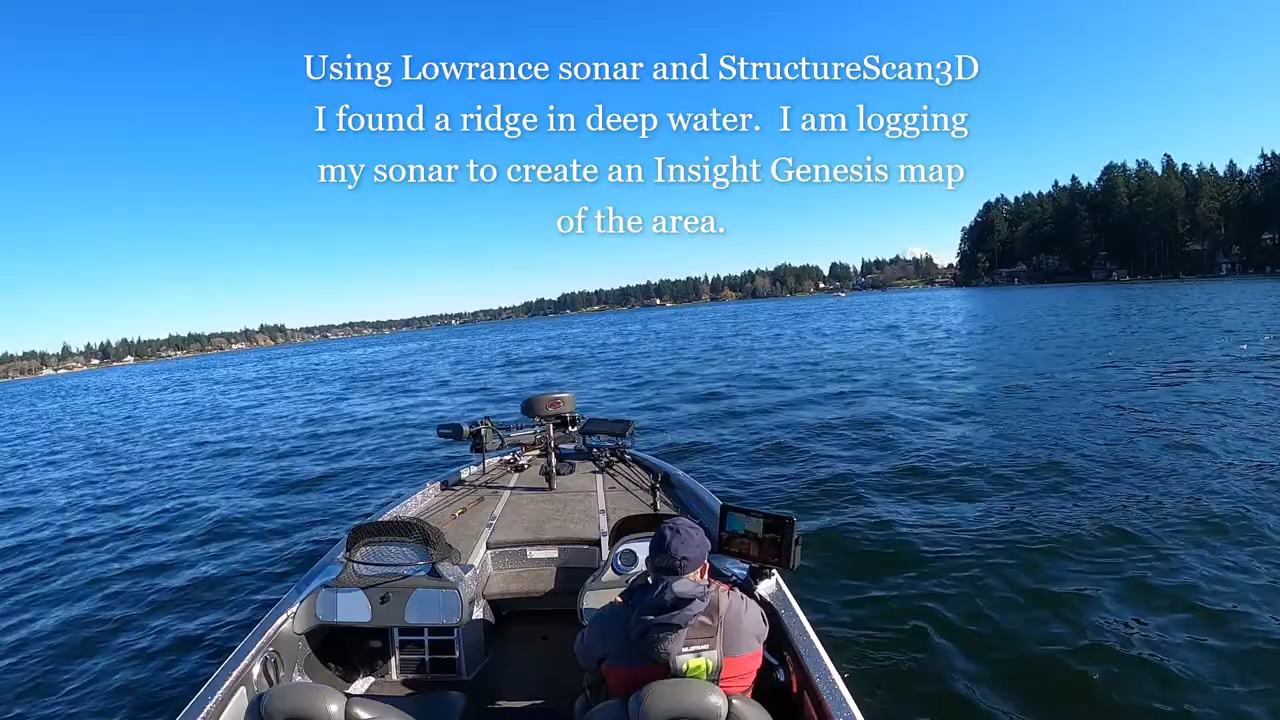 Using Lowrance sonar and StructureScan3D
I found a ridge in deep water.  I am logging
my sonar to create an Insight Genesis map
of the area.
MUSTANG